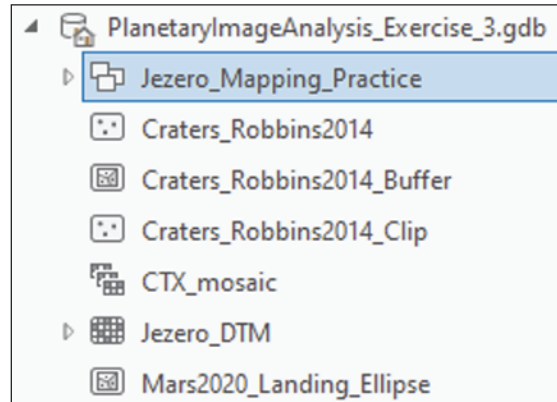 PlanetaryImageAnalysis_Exercise_3.gdb
Jezero_Mapping_Practice
Craters_Robbins2014
Craters_Robbins2014_Buffer
Craters_Robbins2014_Clip
CTX_mosaic
Jezero_DTM
Mars2020_Landing_Ellipse